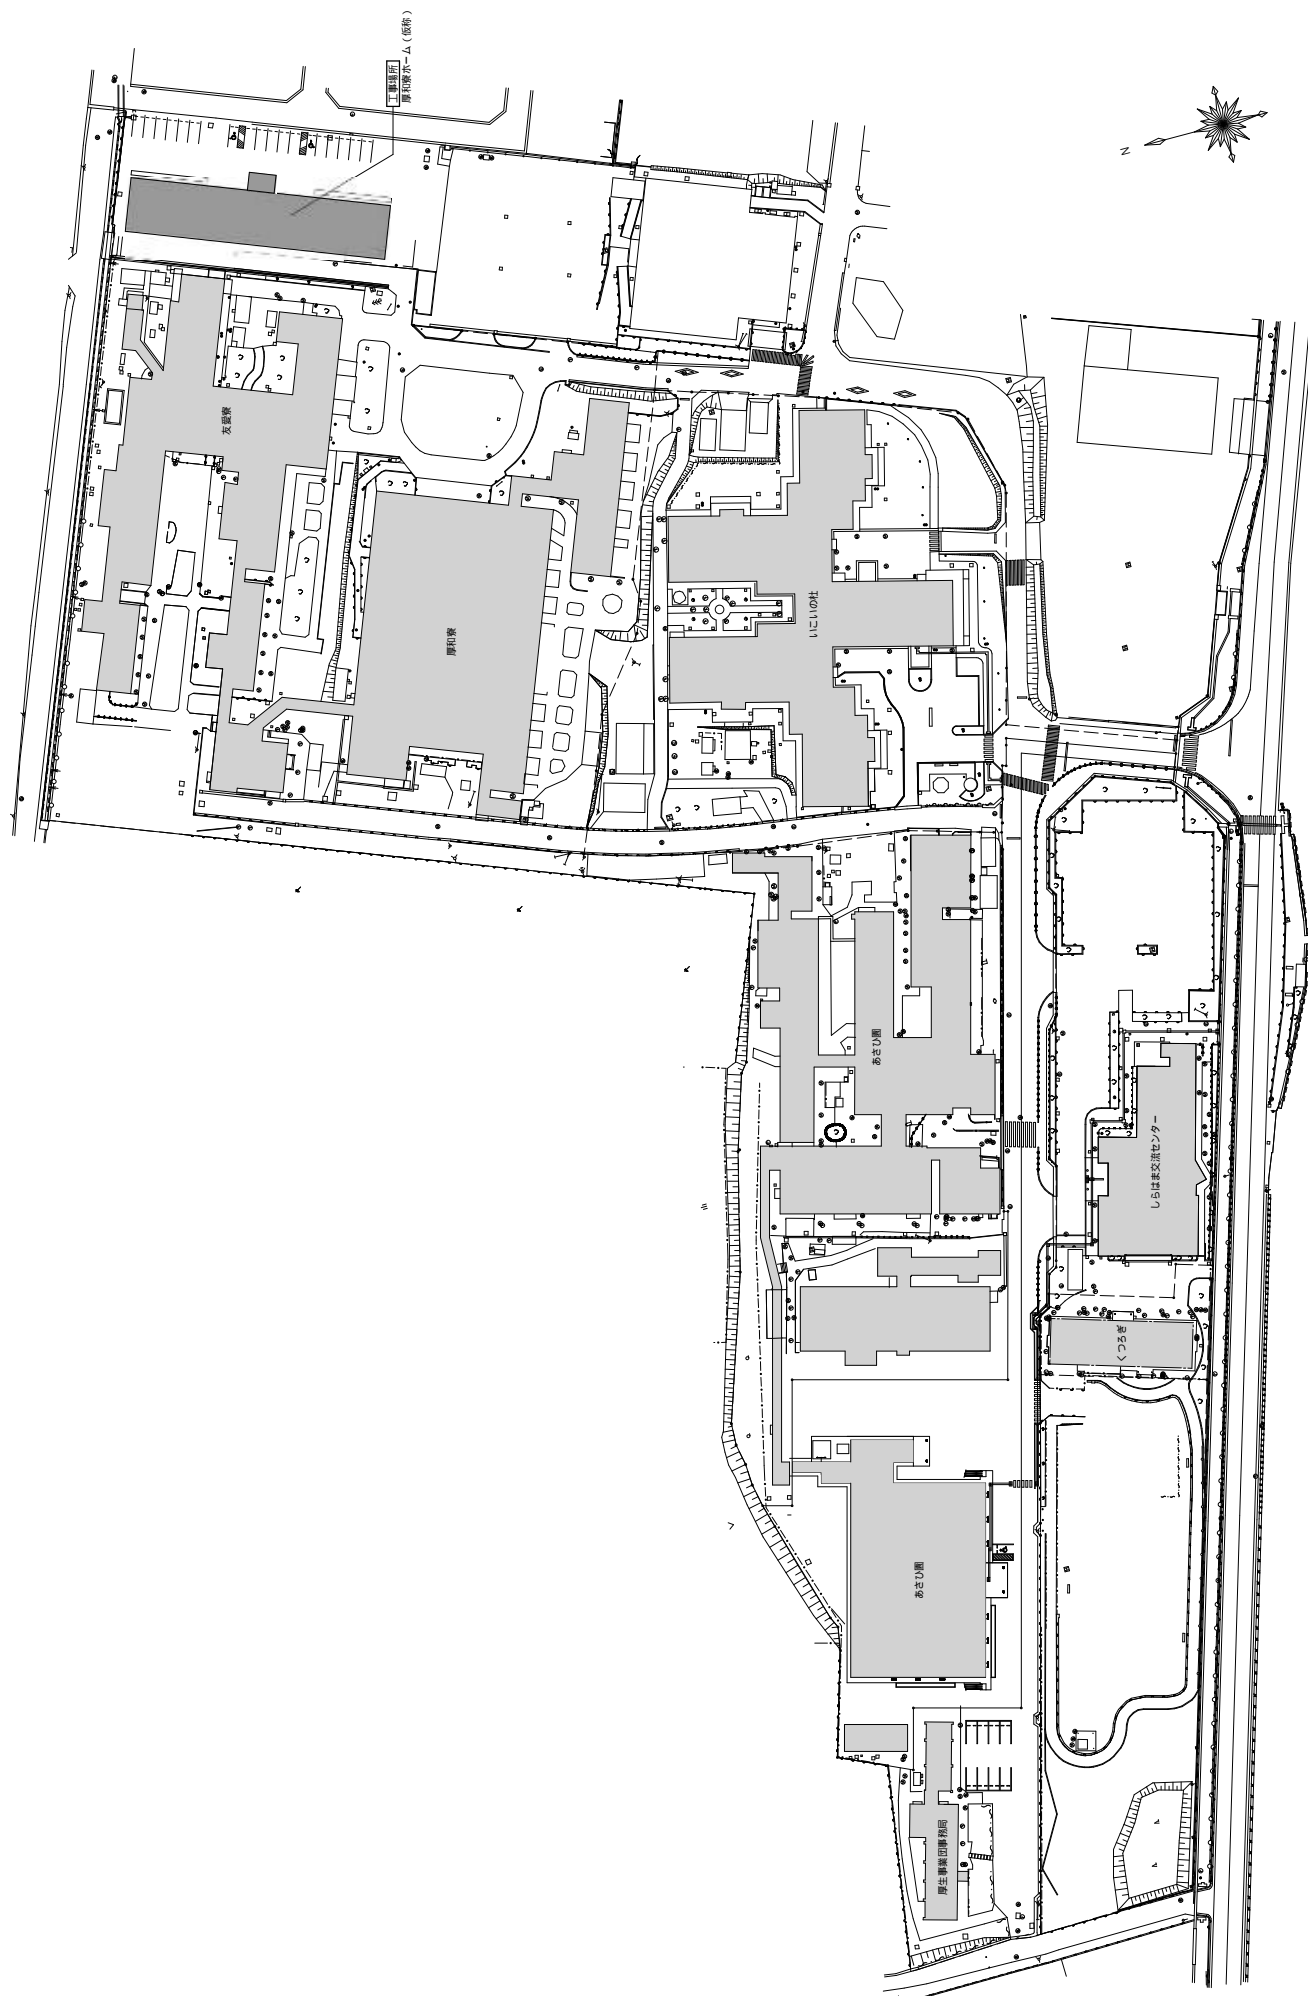 工事場所
厚和寮ホーム（仮称）
N
友愛寮
厚和寮
いこいの杜
あさひ園
しらはま交流センター
くつろぎ
あさひ園
厚生事業団事務局